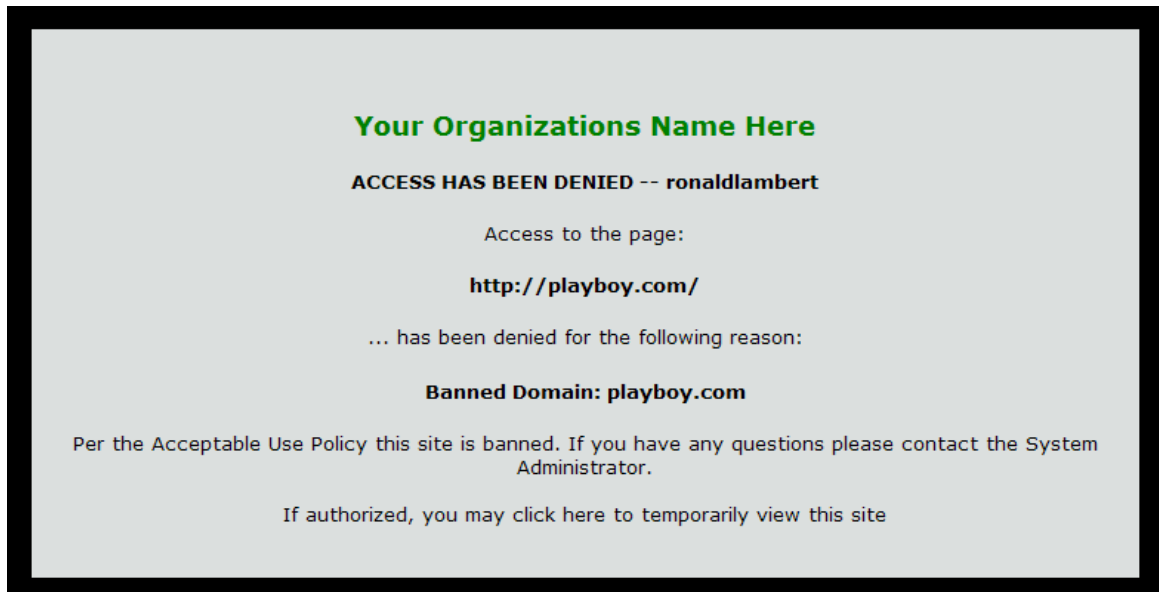 Your Organizations Name Here
ACCESS HAS BEEN DENIED -- ronaldlambert
Access to the page:
http://playboy.com/
... has been denied for the following reason:
Banned Domain: playboy.com
Per the Acceptable Use Policy this site is banned. If you have any questions please contact the System
Administrator.
If authorized, you may click here to temporarily view this site